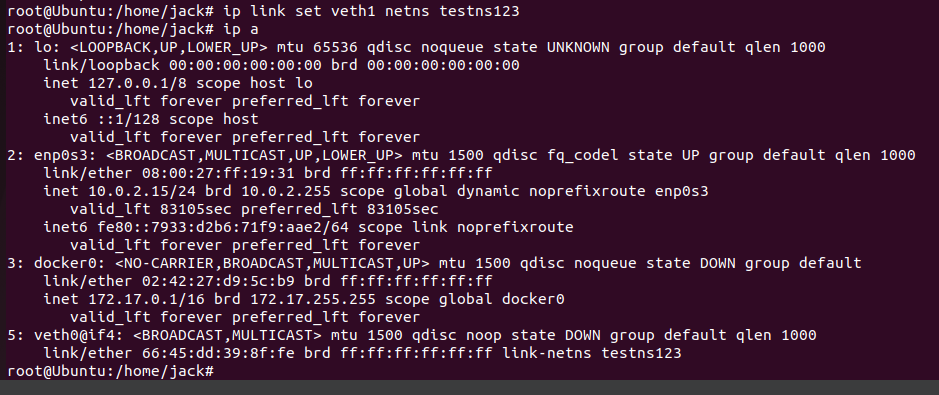 root@Ubuntu:/home/jack# ip link set veth1 netns testns123
root@Ubuntu:/home/jack# ip a
1: lo: <LOOPBACK,UP,LOWER_UP> mtu 65536 qdisc noqueue state UNKNOWN group default qlen 1000
    link/loopback 00:00:00:00:00:00 brd 00:00:00:00:00:00
    inet 127.0.0.1/8 scope host lo
       valid_lft forever preferred_lft forever
    inet6 ::1/128 scope host
       valid_lft forever preferred_lft forever
2: enp0s3: <BROADCAST,MULTICAST,UP,LOWER_UP> mtu 1500 qdisc fq_codel state UP group default qlen 1000
    link/ether 08:00:27:ff:19:31 brd ff:ff:ff:ff:ff:ff
    inet 10.0.2.15/24 brd 10.0.2.255 scope global dynamic noprefixroute enp0s3
       valid_lft 83105sec preferred_lft 83105sec
    inet6 fe80::7933:d2b6:71f9:aae2/64 scope link noprefixroute
       valid_lft forever preferred_lft forever
3: docker0: <NO-CARRIER,BROADCAST,MULTICAST,UP> mtu 1500 qdisc noqueue state DOWN group default
    link/ether 02:42:27:d9:5c:b9 brd ff:ff:ff:ff:ff:ff
    inet 172.17.0.1/16 brd 172.17.255.255 scope global docker0
       valid_lft forever preferred_lft forever
5: veth0@if4: <BROADCAST,MULTICAST> mtu 1500 qdisc noop state DOWN group default qlen 1000
    link/ether 66:45:dd:39:8f:fe brd ff:ff:ff:ff:ff:ff link-netns testns123
root@Ubuntu:/home/jack#